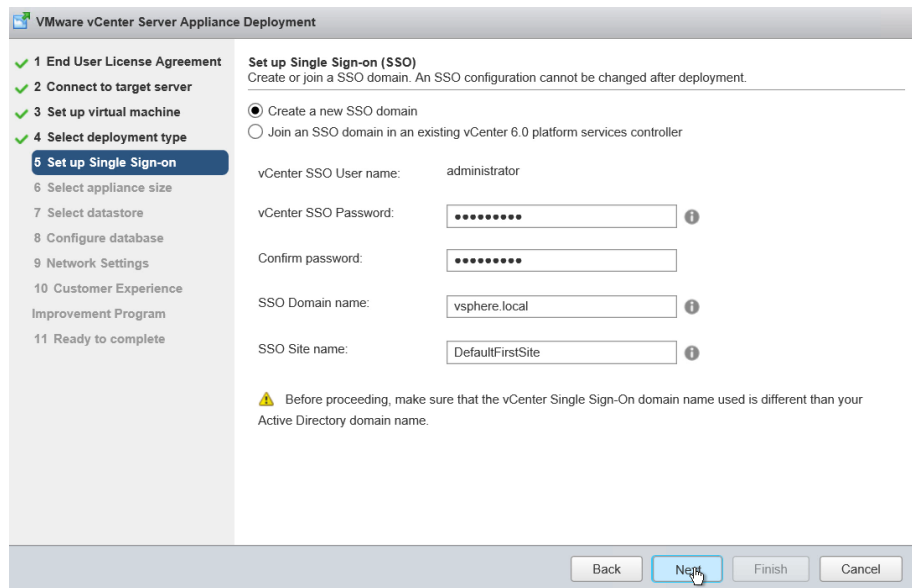 VMware vCenter Server Appliance Deployment
1 End User License Agreement
2 Connect to target server
3 Set up virtual machine
4 Select deployment type
5 Set up Single Sign-on
6 Select appliance size
7 Select datastore
8 Configure database
9 Network Settings
10 Customer Experience
Improvement Program
11 Ready to complete
Set up Single Sign-on (SSO)
Create or join a SSO domain. An SSO configuration cannot be changed after deployment.
Create a new SSO domain
Join an SSO domain in an existing vCenter 6.0 platform services controller
vCenter SSO User name: administrator
vCenter SSO Password: •••••••••
Confirm password: •••••••••
SSO Domain name: vsphere.local
SSO Site name: DefaultFirstSite
Before proceeding, make sure that the vCenter Single Sign-On domain name used is different than your
Active Directory domain name.
Back Next Finish Cancel